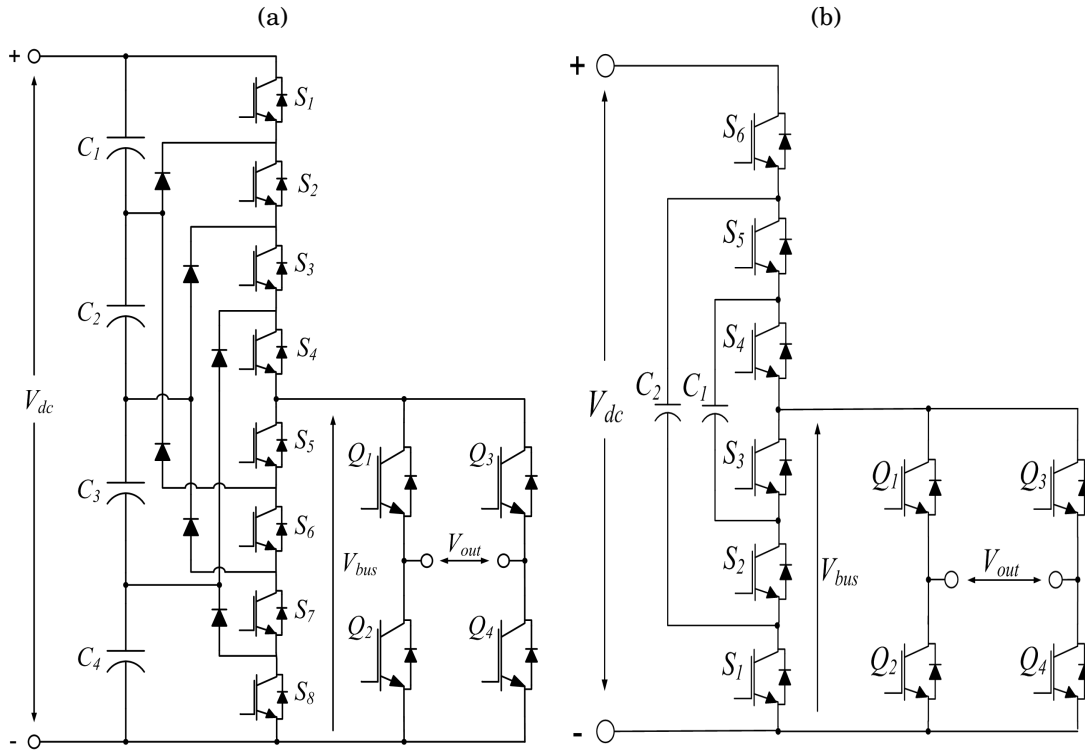 (a)
+
S1
C1
S2
S3
C2
S4
Vdc
S5
Q1
Q3
C3
S6
Vbus
Vout
S7
Q2
Q4
C4
S8
-
(b)
+
S6
S5
S4
C2
C1
Vdc
S3
Q1
Q3
S2
Vbus
Vout
S1
Q2
Q4
-